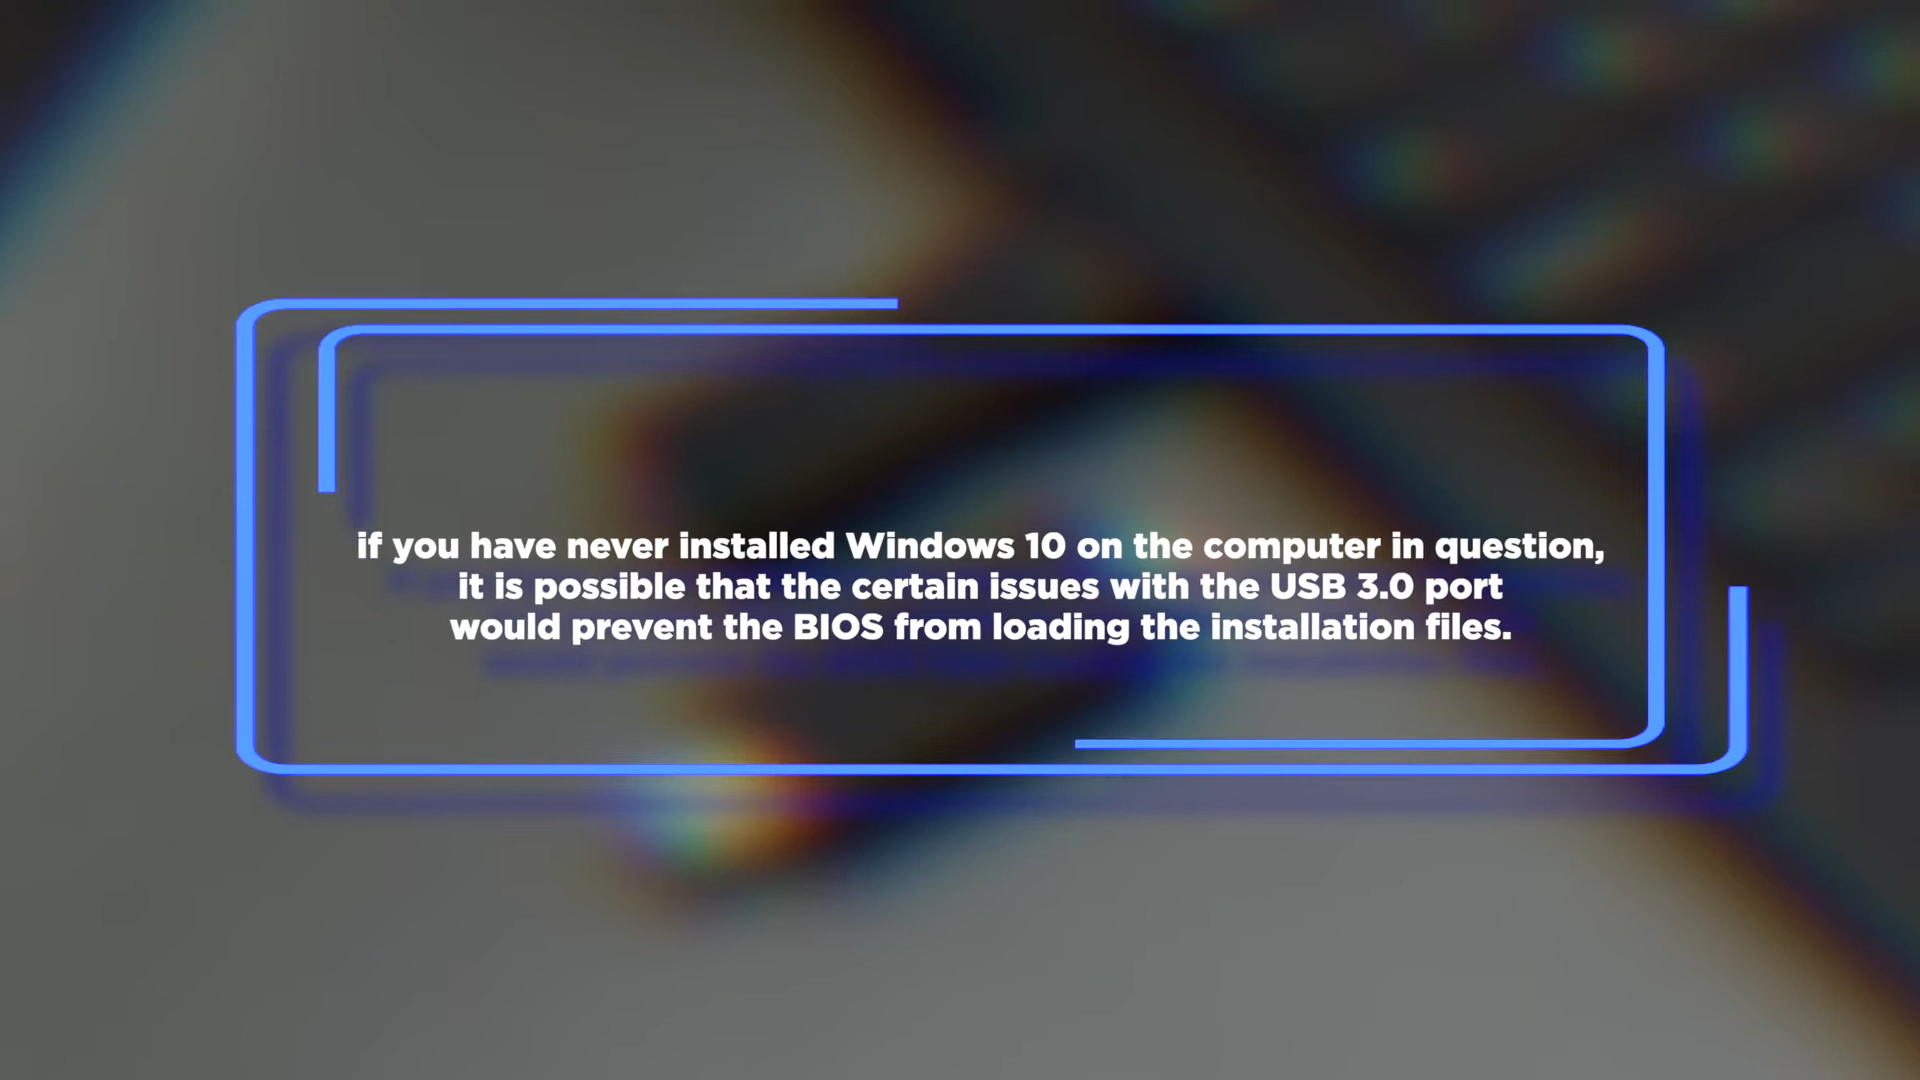 if you have never installed Windows 10 on the computer in question,
it is possible that the certain issues with the USB 3.0 port
would prevent the BIOS from loading the installation files.